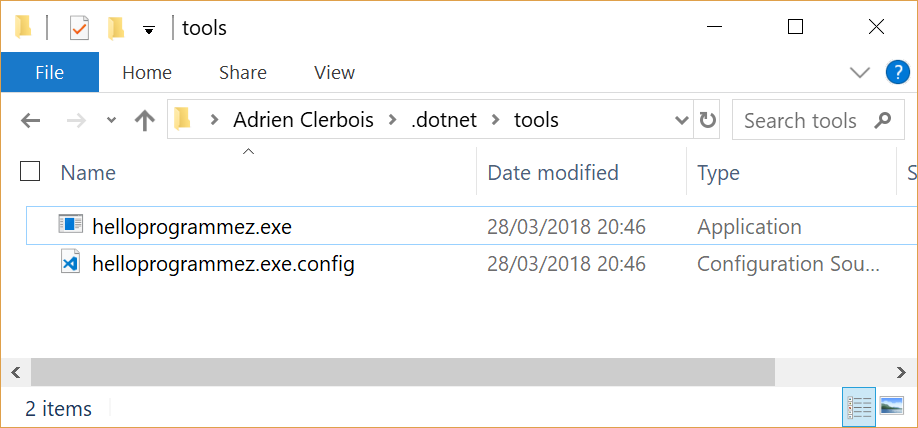 tools
File Home Share View
Adrien Clerbois .dotnet tools Search tools
Name Date modified Type S
helloprogrammez.exe 28/03/2018 20:46 Application
helloprogrammez.exe.config 28/03/2018 20:46 Configuration Sou...
2 items